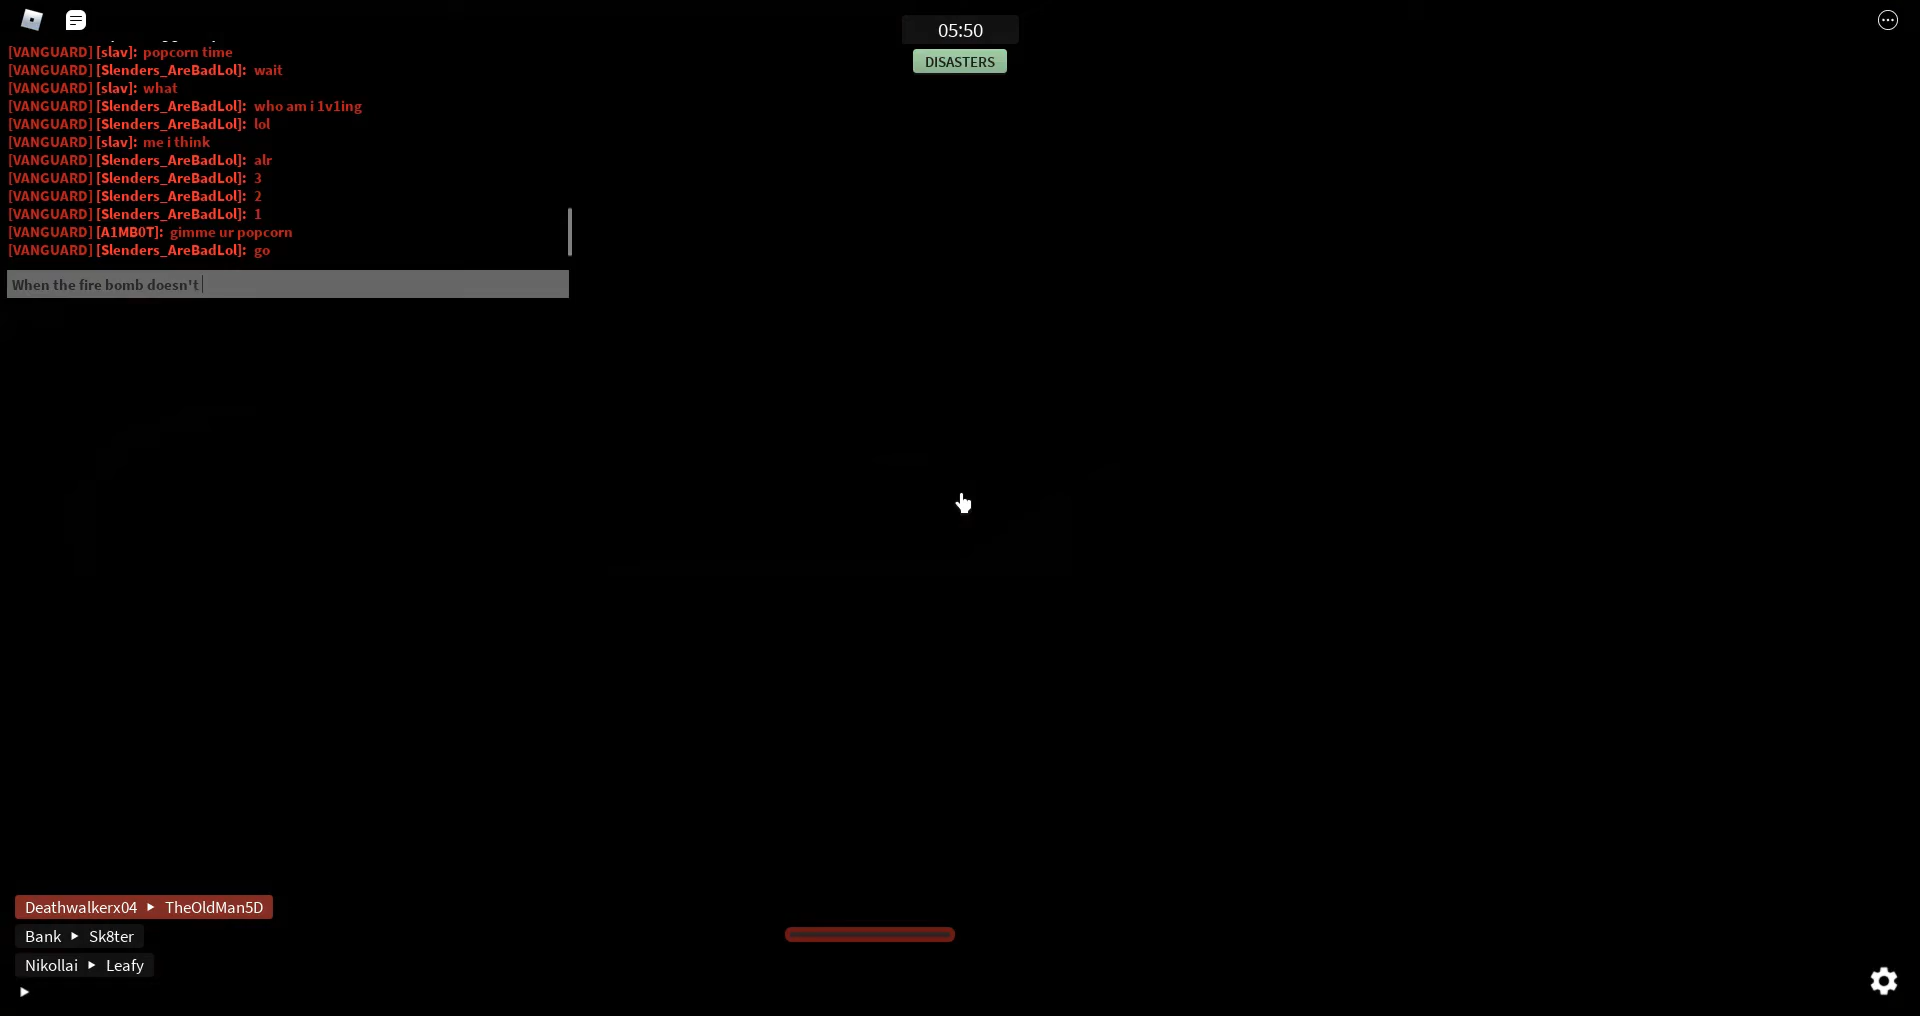 05:50
DISASTERS
[VANGUARD] [slav]: popcorn time
[VANGUARD] [Slenders_AreBadLol]: wait
[VANGUARD] [slav]: what
[VANGUARD] [Slenders_AreBadLol]: who am i 1v1ing
[VANGUARD] [Slenders_AreBadLol]: lol
[VANGUARD] [slav]: me i think
[VANGUARD] [Slenders_AreBadLol]: alr
[VANGUARD] [Slenders_AreBadLol]: 3
[VANGUARD] [Slenders_AreBadLol]: 2
[VANGUARD] [Slenders_AreBadLol]: 1
[VANGUARD] [A1MB0T]: gimme ur popcorn
[VANGUARD] [Slenders_AreBadLol]: go
When the fire bomb doesn't
Deathwalkerx04 ▸ TheOldMan5D
Bank ▸ Sk8ter
Nikollai ▸ Leafy